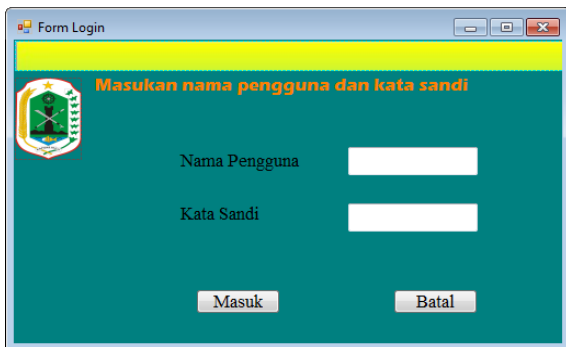 Form Login
Masukan nama pengguna dan kata sandi
Nama Pengguna
Kata Sandi
Masuk Batal